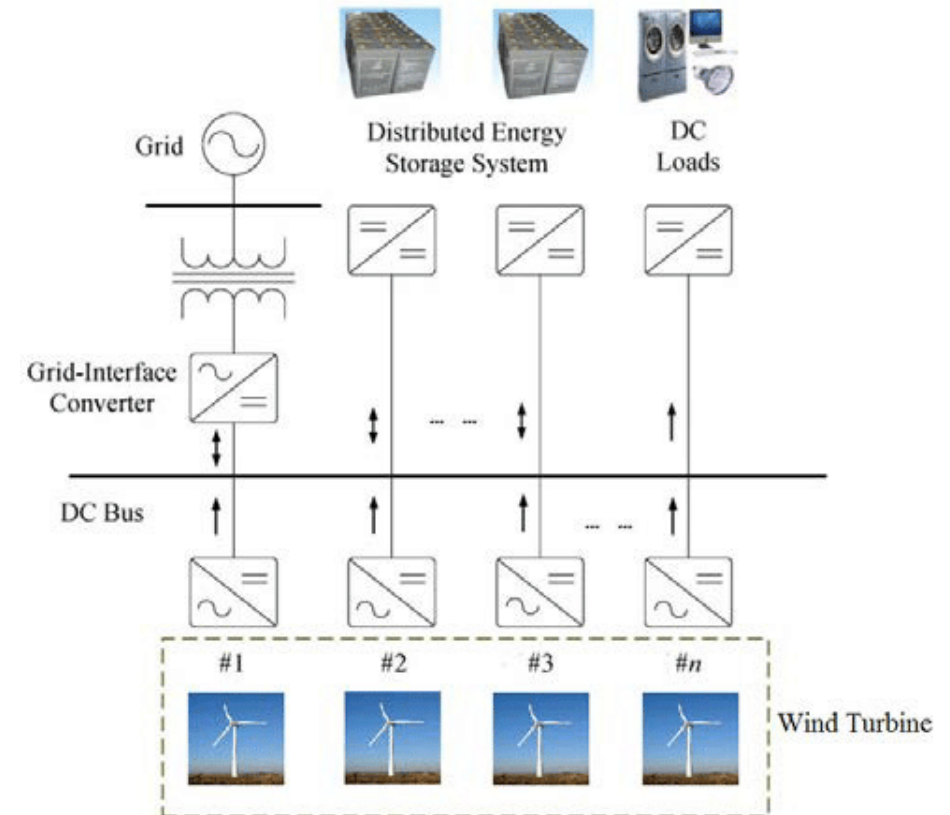 Distributed Energy
Storage System
DC
Loads
Grid
Grid-Interface
Converter
DC Bus
#1
#2
#3
#n
Wind Turbine